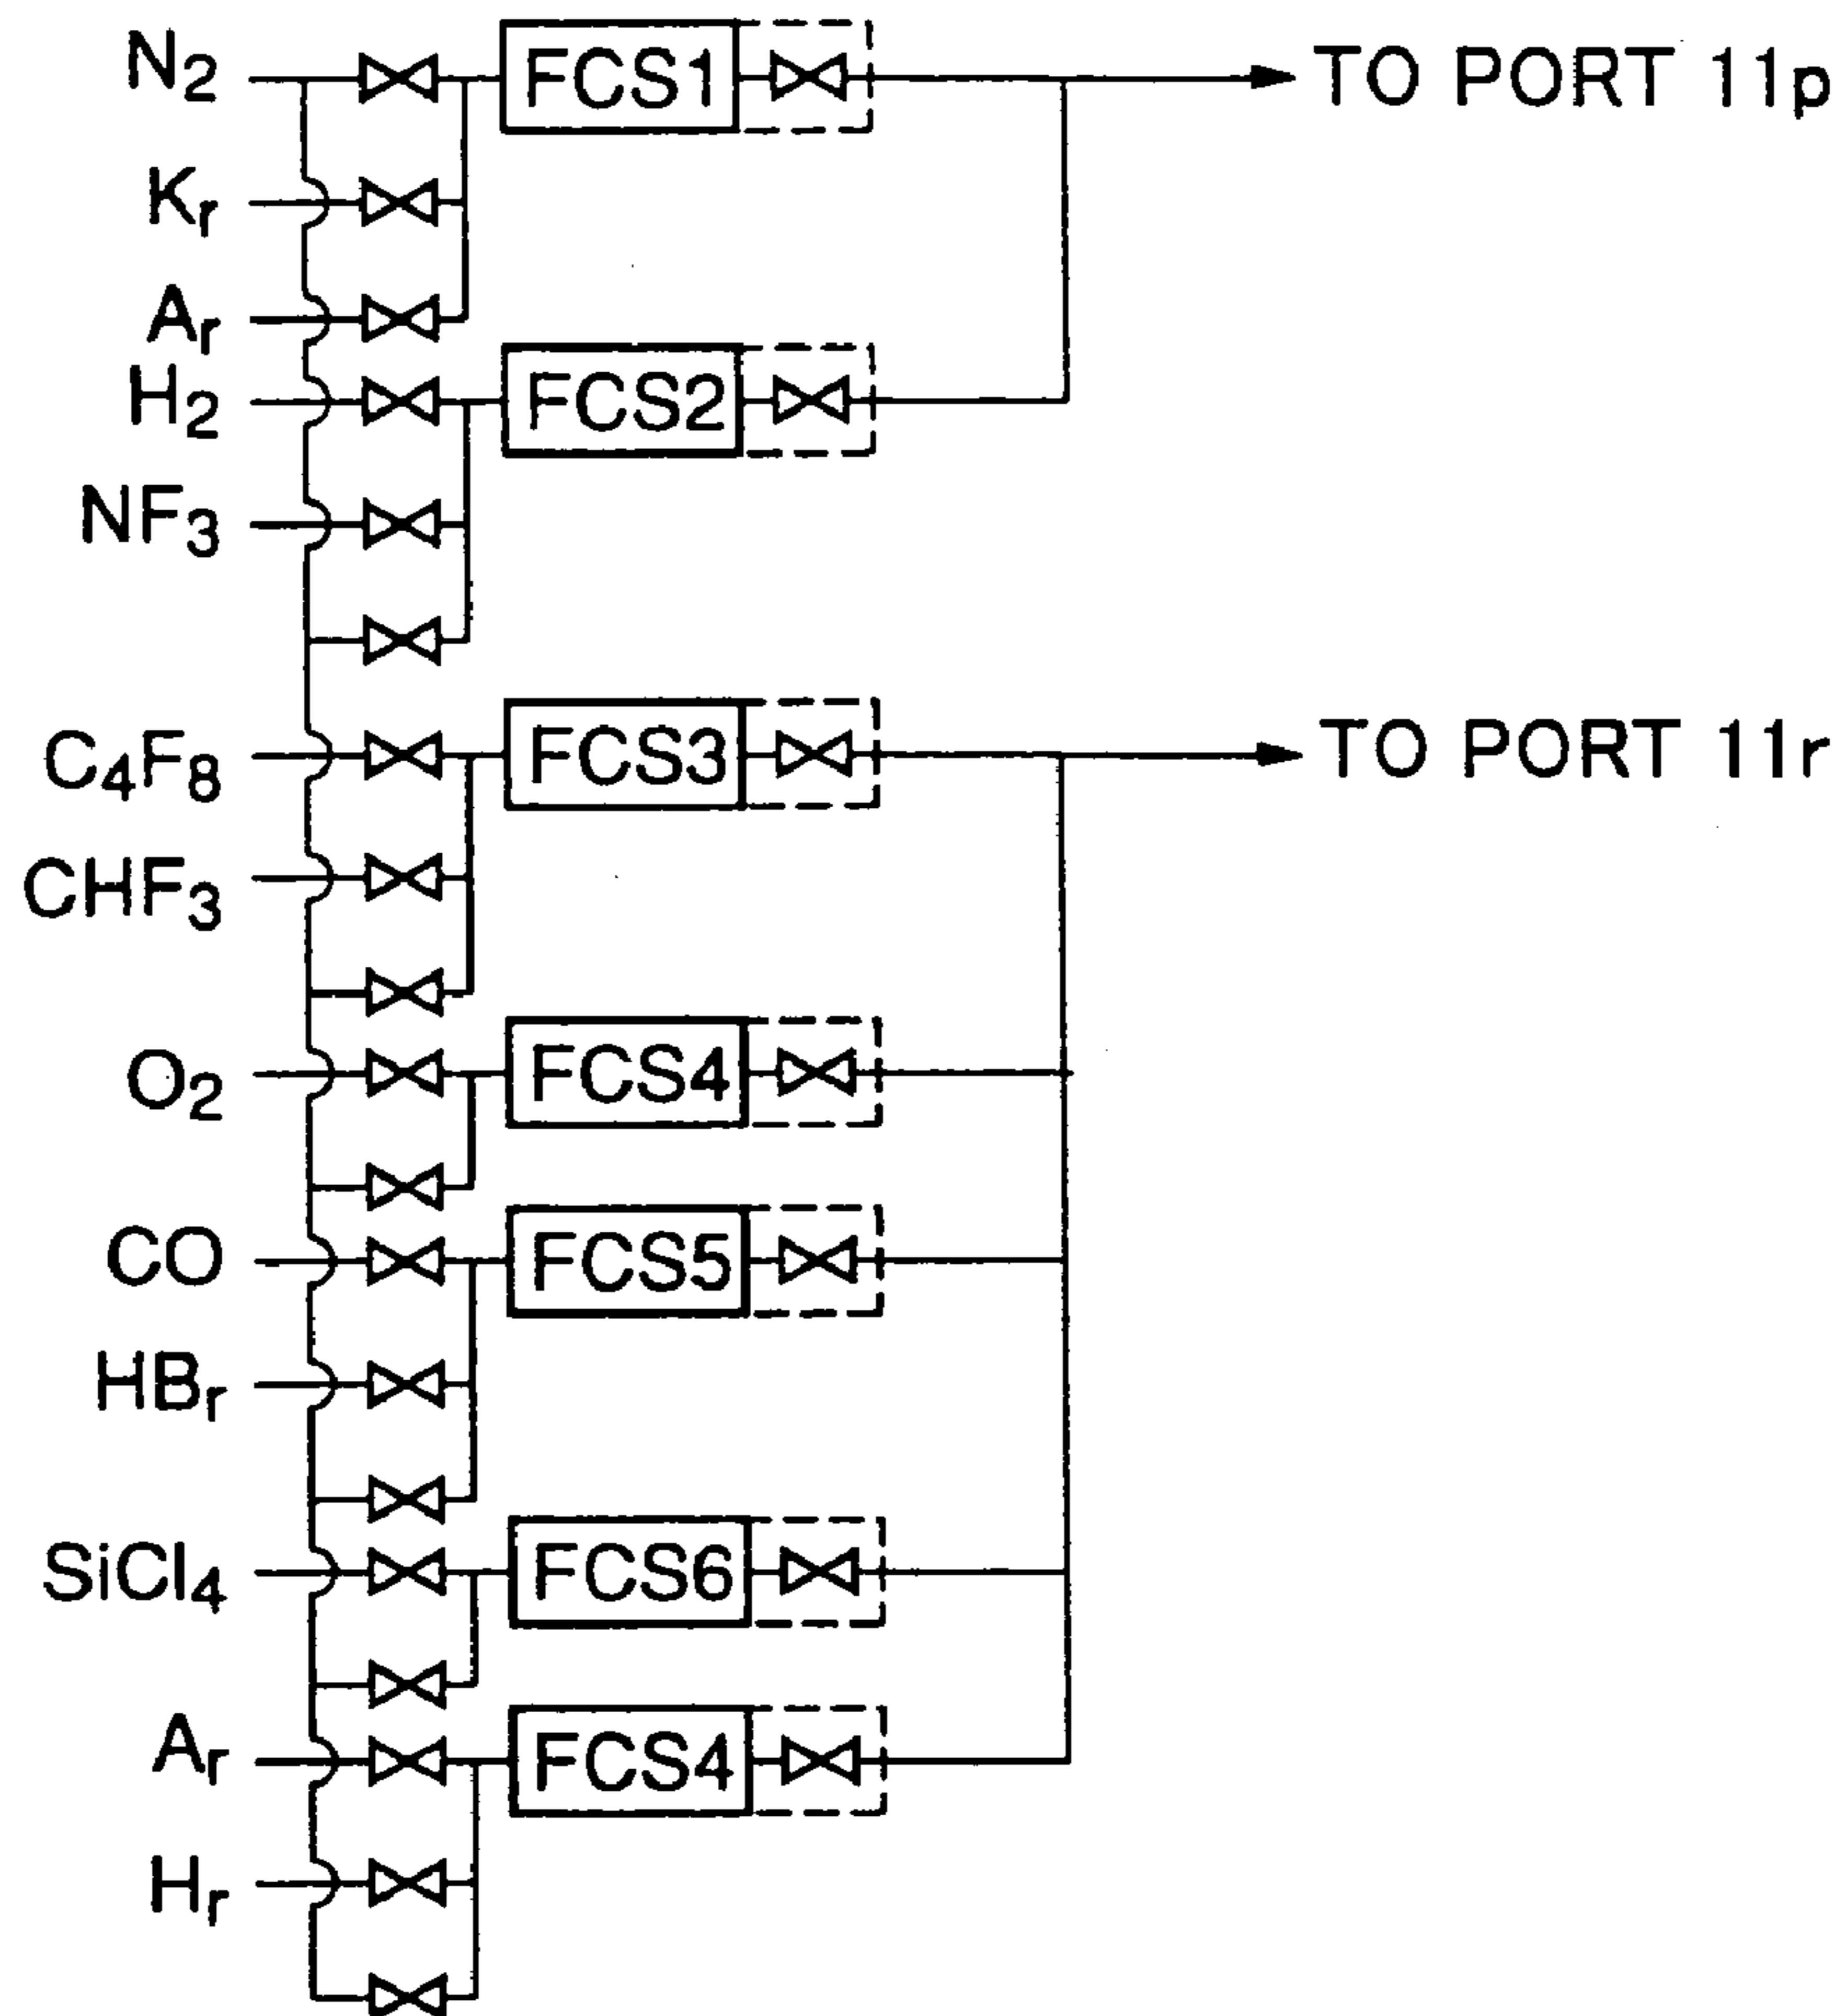 N2 FCS1 TO PORT 11p
Kr
Ar
H2 FCS2
NF3
C4F8 FCS3 TO PORT 11r
CHF3
O2 FCS4
CO FCS5
HBr
SiCl4 FCS6
Ar FCS4
Hr